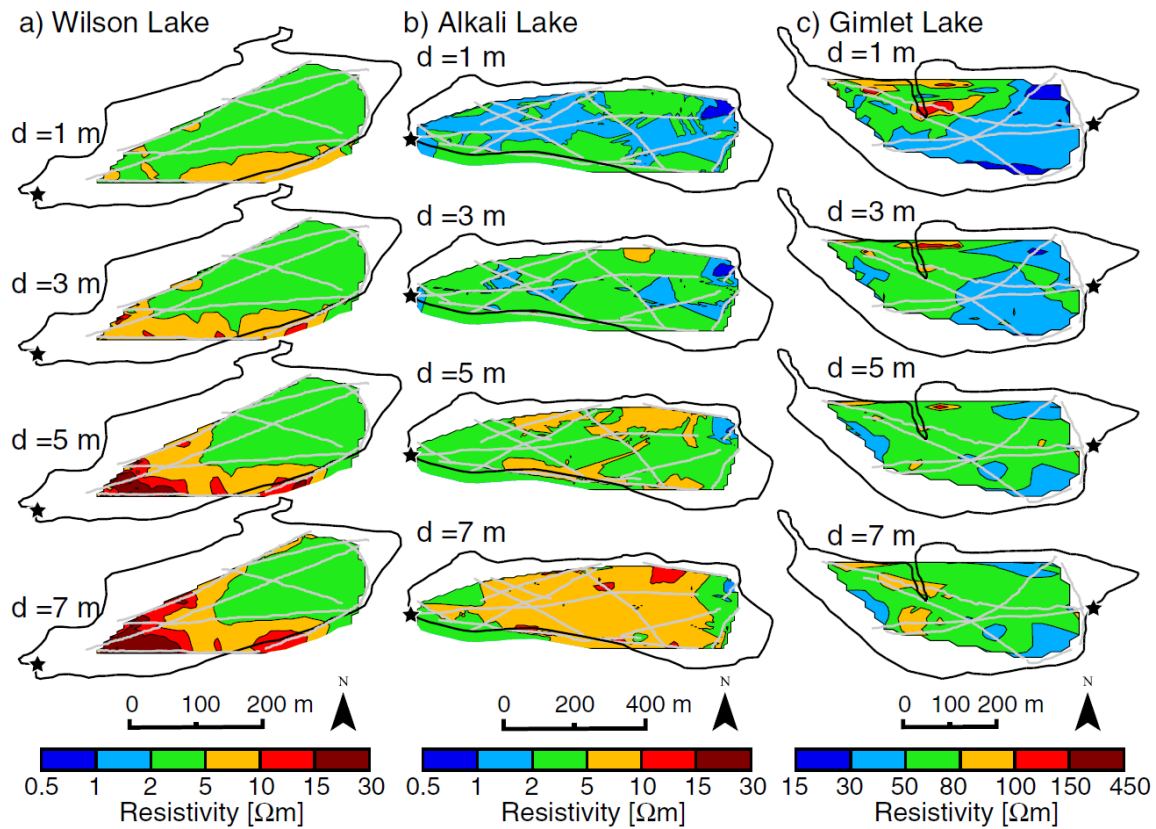 a) Wilson Lake
b) Alkali Lake
c) Gimlet Lake
d =1 m
d =1 m
d =1 m
d =3 m
d =3 m
d =3 m
d =5 m
d =5 m
d =5 m
d =7 m
d =7 m
d =7 m
0 100 200 m
N
0 400 m
N
0 100 200 m
N
0.5 1 2 5 10 15 30
Resistivity [Ωm]
0.5 1 2 5 10 15 30
Resistivity [Ωm]
15 30 50 80 100 150 450
Resistivity [Ωm]